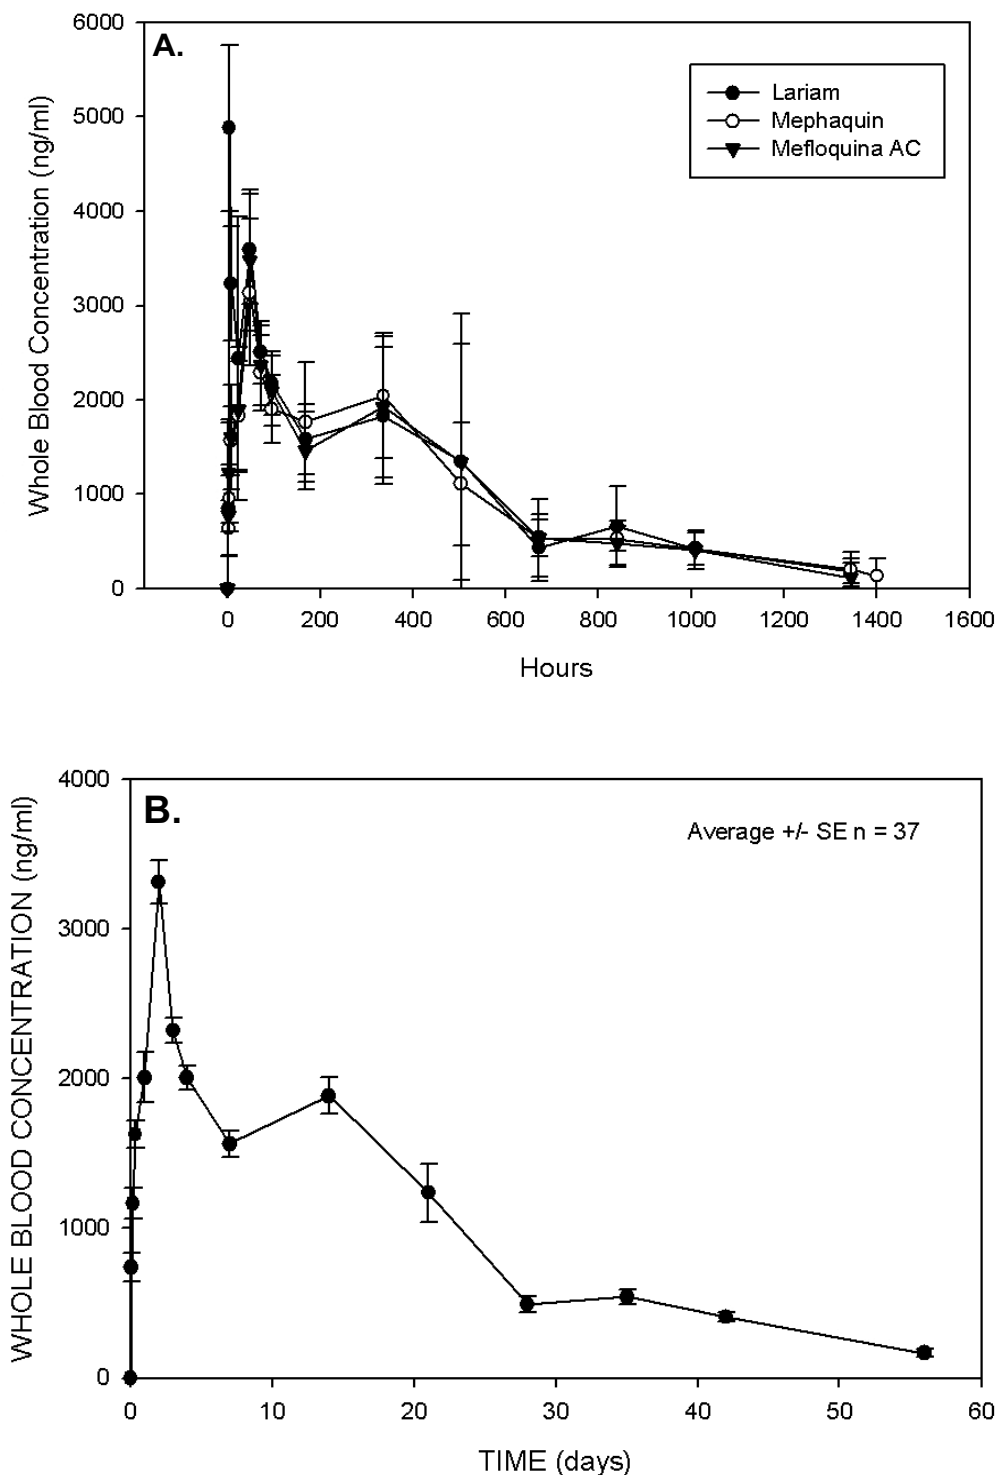 A.
6000
5000
4000
3000
2000
1000
0
Whole Blood Concentration (ng/ml)
Lariam
Mephaquin
Mefloquina AC
0 200 400 600 800 1000 1200 1400 1600
Hours
B.
4000
3000
2000
1000
0
WHOLE BLOOD CONCENTRATION (ng/ml)
Average +/- SE n = 37
0 10 20 30 40 50 60
TIME (days)